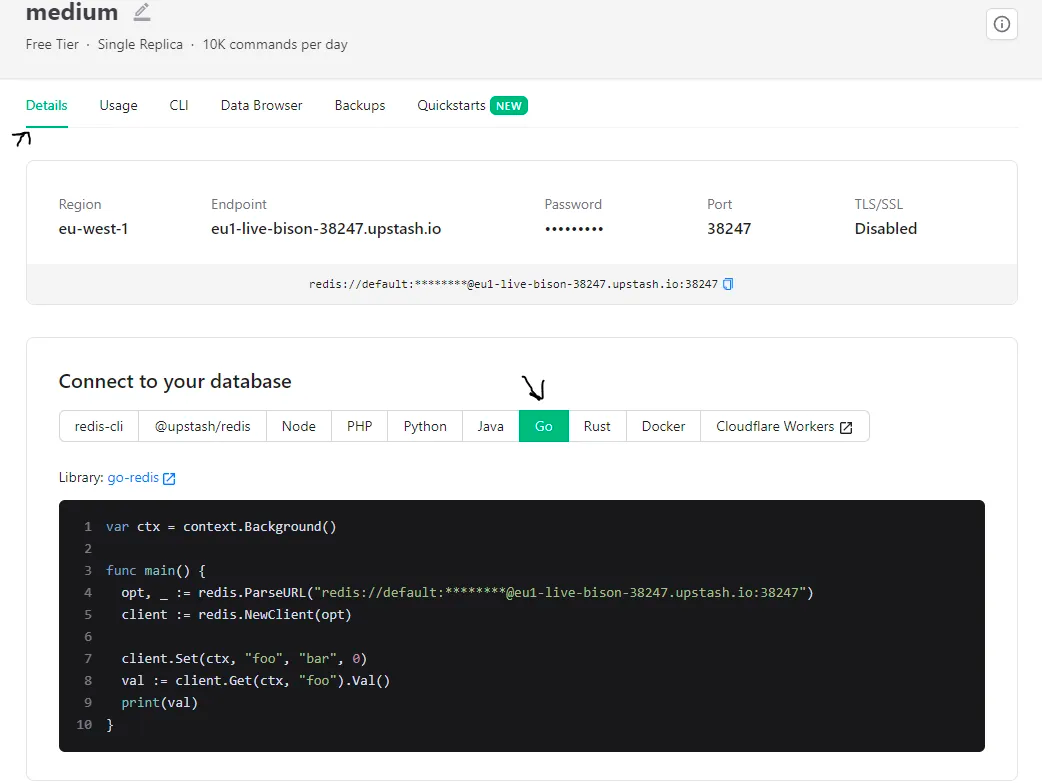 medium
Free Tier · Single Replica · 10K commands per day
Details Usage CLI Data Browser Backups Quickstarts NEW
Region Endpoint Password Port TLS/SSL
eu-west-1 eu1-live-bison-38247.upstash.io ••••••••• 38247 Disabled
redis://default:********@eu1-live-bison-38247.upstash.io:38247
Connect to your database
redis-cli @upstash/redis Node PHP Python Java Go Rust Docker Cloudflare Workers
Library: go-redis
1 var ctx = context.Background()
2
3 func main() {
4   opt, _ := redis.ParseURL("redis://default:********@eu1-live-bison-38247.upstash.io:38247")
5   client := redis.NewClient(opt)
6
7   client.Set(ctx, "foo", "bar", 0)
8   val := client.Get(ctx, "foo").Val()
9   print(val)
10 }